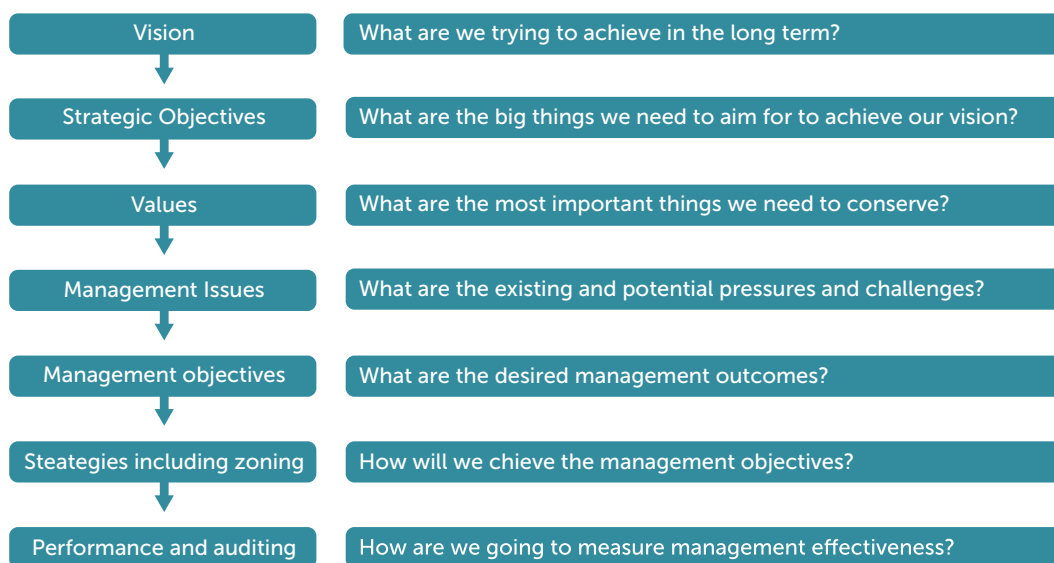 Vision
What are we trying to achieve in the long term?
Strategic Objectives
What are the big things we need to aim for to achieve our vision?
Values
What are the most important things we need to conserve?
Management Issues
What are the existing and potential pressures and challenges?
Management objectives
What are the desired management outcomes?
Steategies including zoning
How will we chieve the management objectives?
Performance and auditing
How are we going to measure management effectiveness?